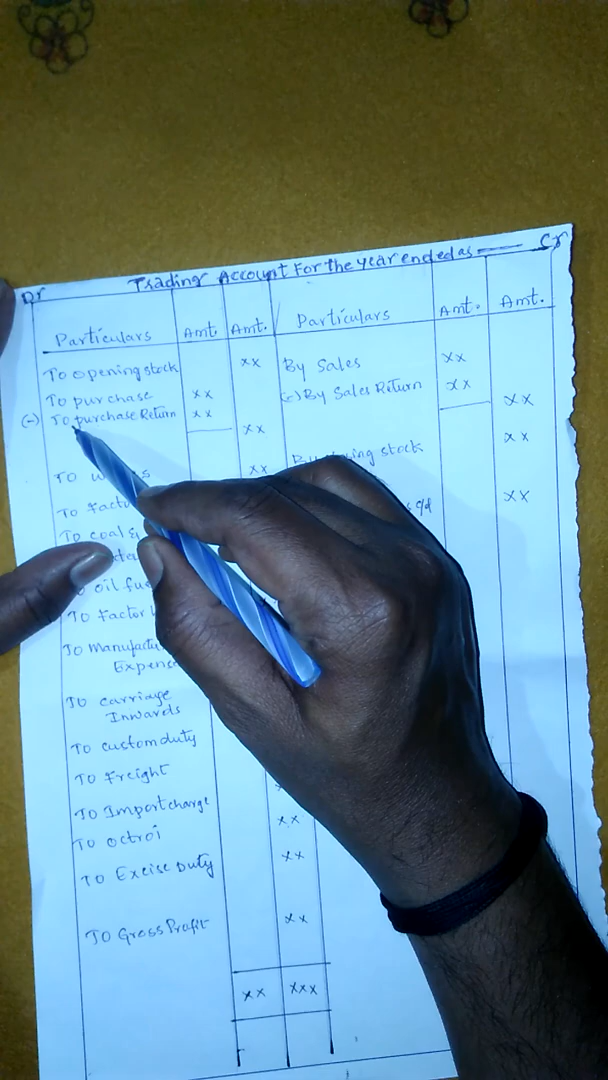 Dr Trading Account For the year ended as Cr
Particulars Amt. Amt. Particulars Amt. Amt.
To opening stock xx By Sales xx
To purchase xx (-) By Sales Return xx xx
(-) To purchase Return xx xx
xx
stock
To xx
To c/d xx
To coal &
oil
To
To
Expens
To carriage
Inwards
To custom duty
To Freight
To Import charge
To octroi xx
To Excise Duty xx
To Gross Profit xx
xx xxx